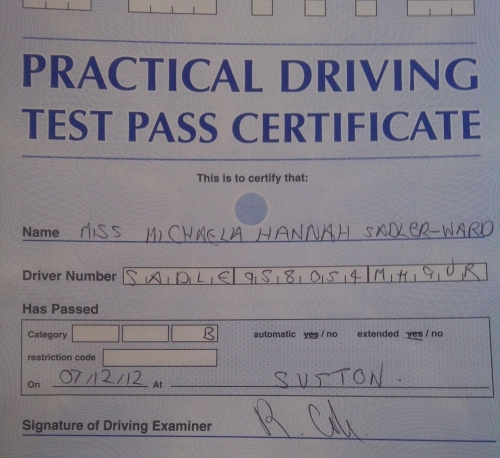 PRACTICAL DRIVING
TEST PASS CERTIFICATE
This is to certify that:
Name MISS MICHAELA HANNAH SADLER-WARD
Driver Number SADLE 958054 MH9UR
Has Passed
Category B automatic yes / no extended yes / no
restriction code
On 07/12/12 At SUTTON.
Signature of Driving Examiner